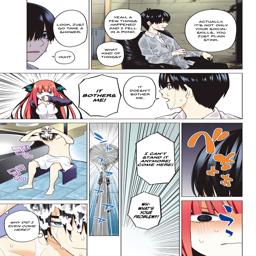 ACTUALLY,
IT'S NOT ONLY
YOUR SOCIAL
SKILLS. YOU
JUST PLAIN
STINK.
YEAH, A
FEW THINGS
HAPPENED
AND I FELL
IN A POND.
WHAT
KIND OF
THINGS?
LOOK, JUST
GO TAKE A
SHOWER.
HUH?
DOESN'T
BOTHER
ME.
IT
BOTHERS
ME!
I CAN'T
STAND IT
ANYMORE!
COME HERE!
WH-
WHAT'S
YOUR
PROBLEM?!
WHY DID I
EVEN COME
HERE?